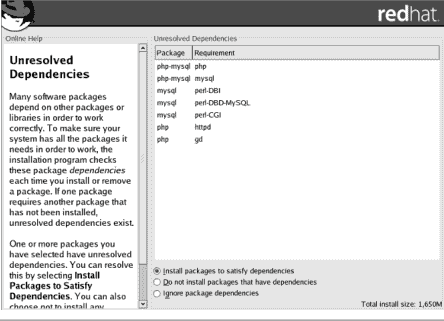 redhat.
Online Help
Unresolved
Dependencies
Many software packages
depend on other packages or
libraries in order to work
correctly. To make sure your
system has all the packages it
needs in order to work, the
installation program checks
these package dependencies
each time you install or remove
a package. If one package
requires another package that
has not been installed,
unresolved dependencies exist.
One or more packages you
have selected have unresolved
dependencies. You can resolve
this by selecting Install
Packages to Satisfy
Dependencies. You can also
choose not to install any
Unresolved Dependencies
Package Requirement
php-mysql php
php-mysql mysql
mysql perl-DBI
mysql perl-DBD-MySQL
mysql perl-CGI
php httpd
php gd
Install packages to satisfy dependencies
Do not install packages that have dependencies
Ignore package dependencies
Total install size: 1,650M